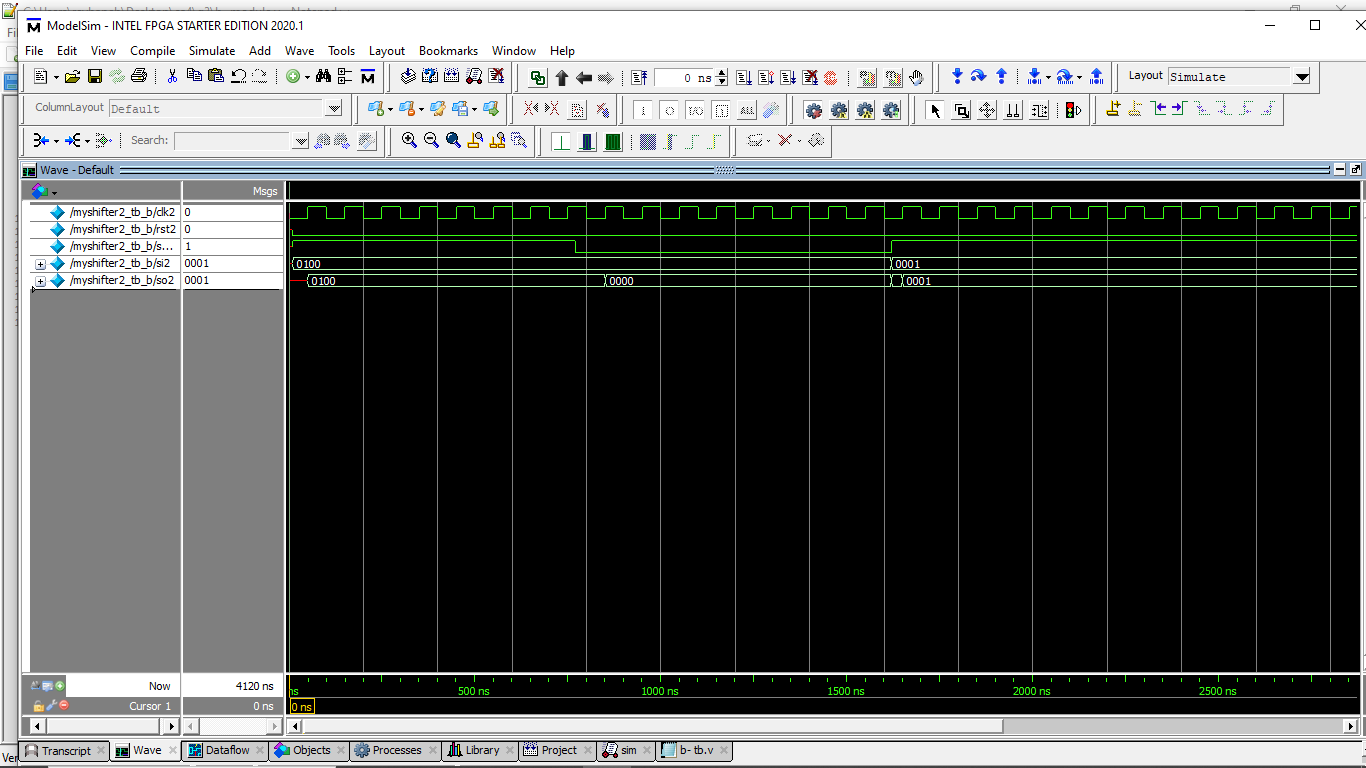 ModelSim - INTEL FPGA STARTER EDITION 2020.1
File Edit View Compile Simulate Add Wave Tools Layout Bookmarks Window Help
0 ns Layout Simulate
ColumnLayout Default
Search:
Wave - Default
Msgs
/myshifter2_tb_b/clk2 0
/myshifter2_tb_b/rst2 0
/myshifter2_tb_b/s... 1
/myshifter2_tb_b/si2 0001 0100 0001
/myshifter2_tb_b/so2 0001 0100 0000 0001
Now 4120 ns ns 500 ns 1000 ns 1500 ns 2000 ns 2500 ns
Cursor 1 0 ns 0 ns
Transcript Wave Dataflow Objects Processes Library Project sim b- tb.v
Ver